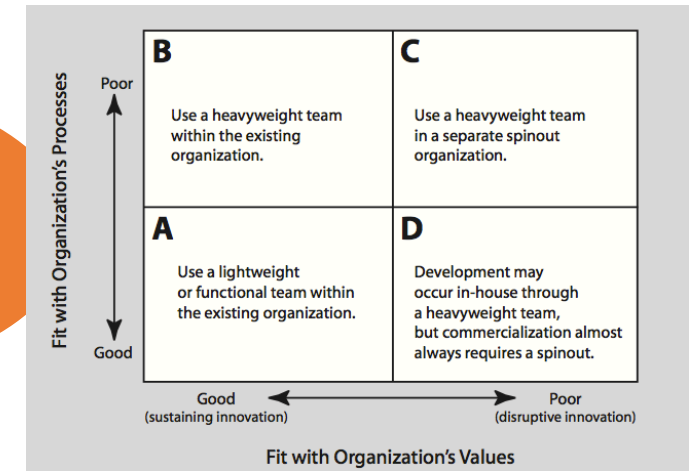 Fit with Organization's Processes
Poor
Good
B
Use a heavyweight team
within the existing
organization.
C
Use a heavyweight team
in a separate spinout
organization.
A
Use a lightweight
or functional team within
the existing organization.
D
Development may
occur in-house through
a heavyweight team,
but commercialization almost
always requires a spinout.
Good
(sustaining innovation)
Poor
(disruptive innovation)
Fit with Organization's Values